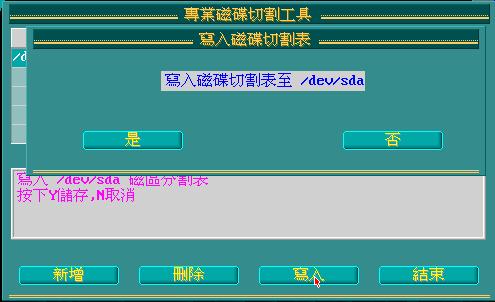 專業磁碟切割工具
寫入磁碟切割表
/d
寫入磁碟切割表至 /dev/sda
是
否
寫入 /dev/sda 磁區分割表
按下Y儲存,N取消
新增
刪除
寫入
結束